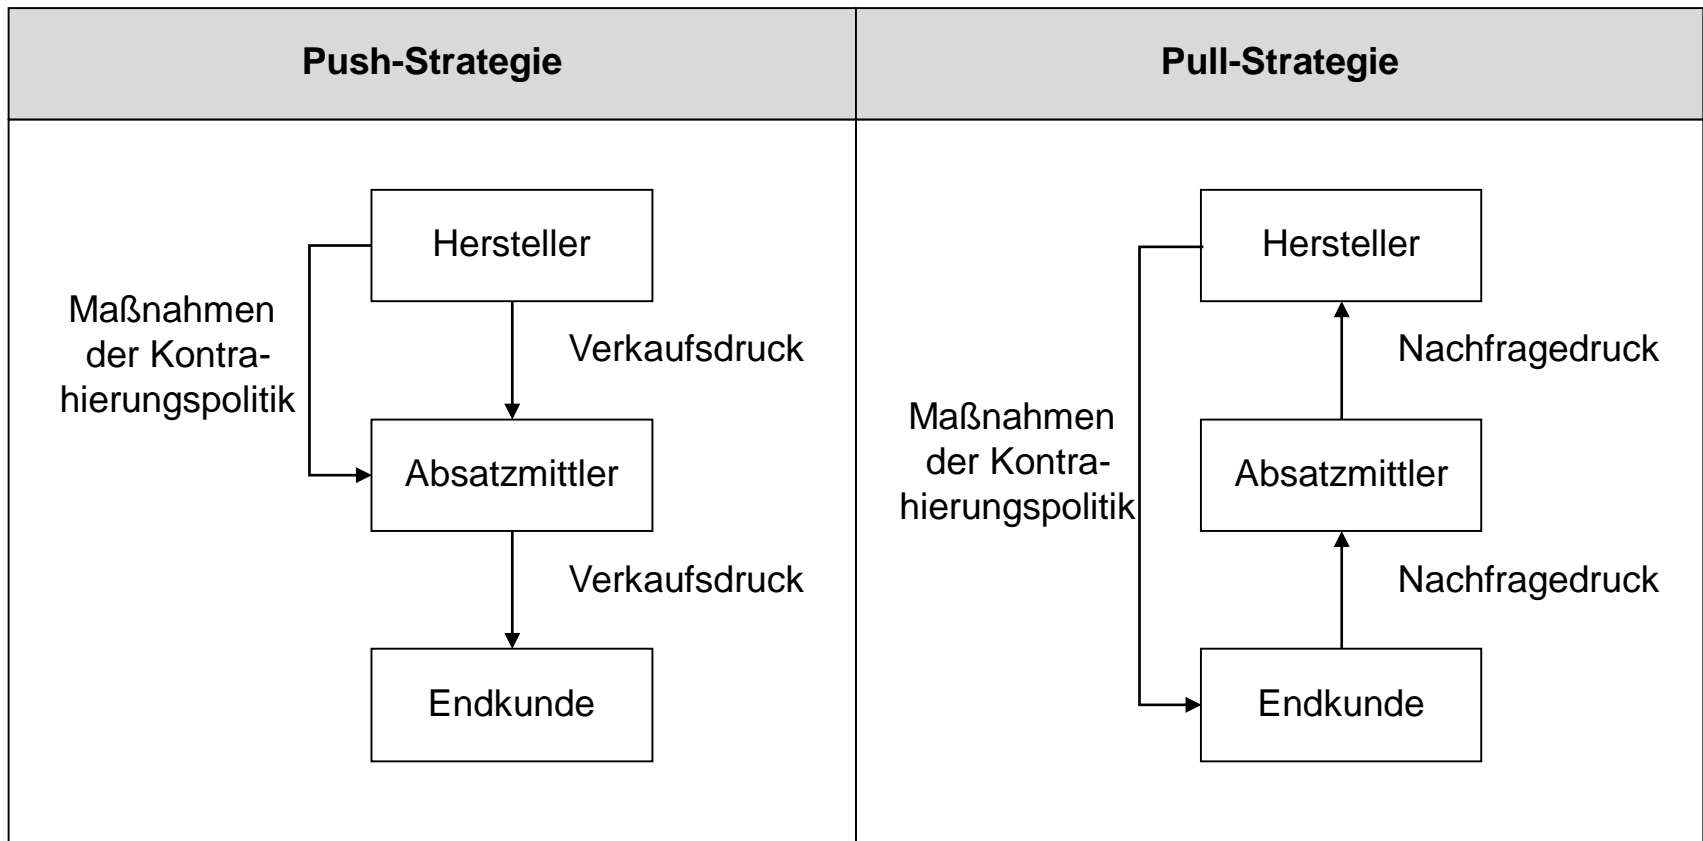 Push-Strategie
Pull-Strategie
Hersteller
Maßnahmen
der Kontra-
hierungspolitik
Verkaufsdruck
Absatzmittler
Verkaufsdruck
Endkunde
Hersteller
Nachfragedruck
Maßnahmen
der Kontra-
hierungspolitik
Absatzmittler
Nachfragedruck
Endkunde